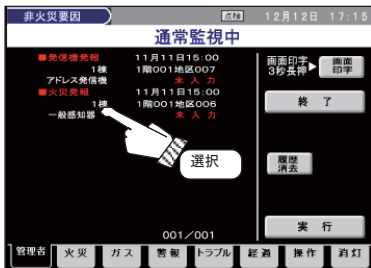 非火災要因 点検 12月12日 17:15
通常監視中
■発信機発報 11月11日15:00
1棟 1階001地区007
アドレス発信機 未入力
■火災発報 11月11日15:00
1棟 1階001地区006
一般感知器 未入力
画面印字▶
3秒長押
画面
印字
終 了
選択
履歴
消去
001/001
実 行
管理者 火災 ガス 警報 トラブル 経過 操作 消灯